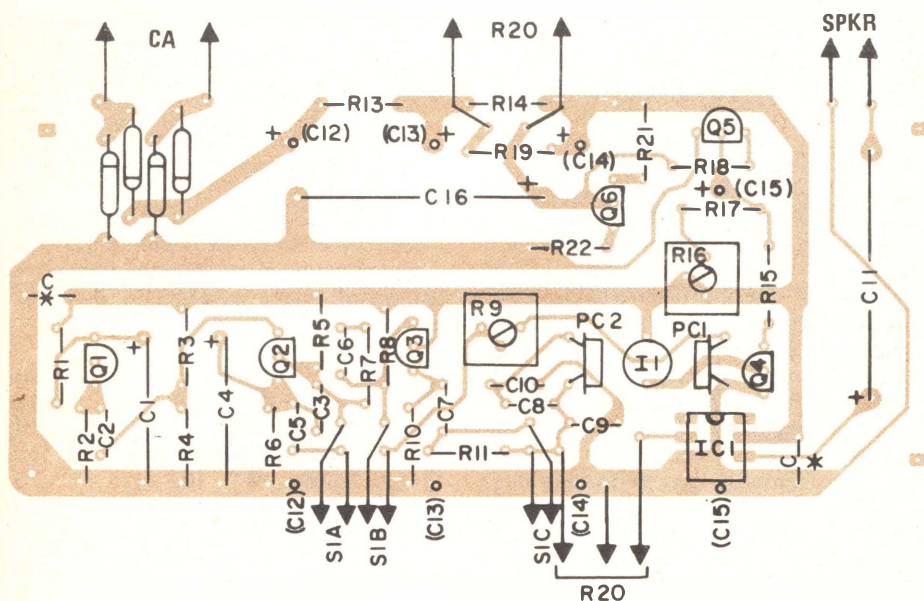 CA R20 SPKR
R13 R14 Q5
+ (C12) (C13) + + (C14) R21
R19 R18
+ (C15)
C16 + Q6 R17
R22 R16
*C R15 C11
R9 PC2 PC1
R1 Q1 + C1 R3 + C4 Q2 R5 C6 R7 R8 Q3 I1 Q4
C10
C8
R2 C2 R4 R6 C5 C3 R10 C7 C9 +
R11 IC1 C*
(C12) (C13) (C14) (C15)
S1A S1B S1C
R20